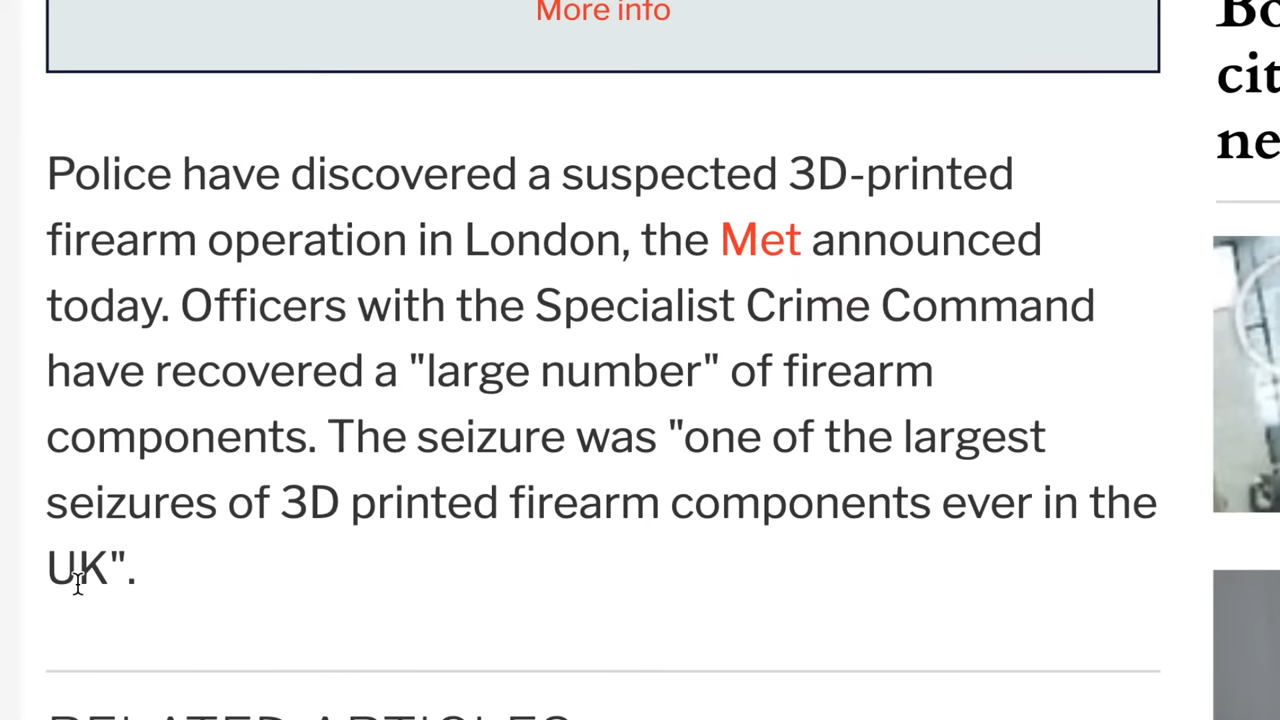 More info
Police have discovered a suspected 3D-printed
firearm operation in London, the Met announced
today. Officers with the Specialist Crime Command
have recovered a "large number" of firearm
components. The seizure was "one of the largest
seizures of 3D printed firearm components ever in the
UK".
RELATED ARTICLES